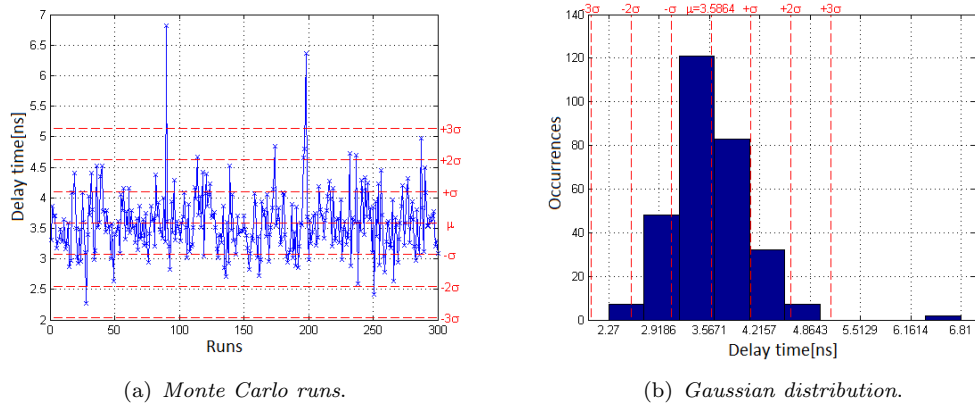 7
6.5
6
5.5
5
4.5
4
3.5
3
2.5
2
Delay time[ns]
+3σ
+2σ
+σ
μ
-σ
-2σ
-3σ
0 50 100 150 200 250 300
Runs
(a) Monte Carlo runs.
-3σ -2σ -σ μ=3.5864 +σ +2σ +3σ
140
120
100
80
60
40
20
0
Occurrences
2.27 2.9186 3.5671 4.2157 4.8643 5.5129 6.1614 6.81
Delay time[ns]
(b) Gaussian distribution.